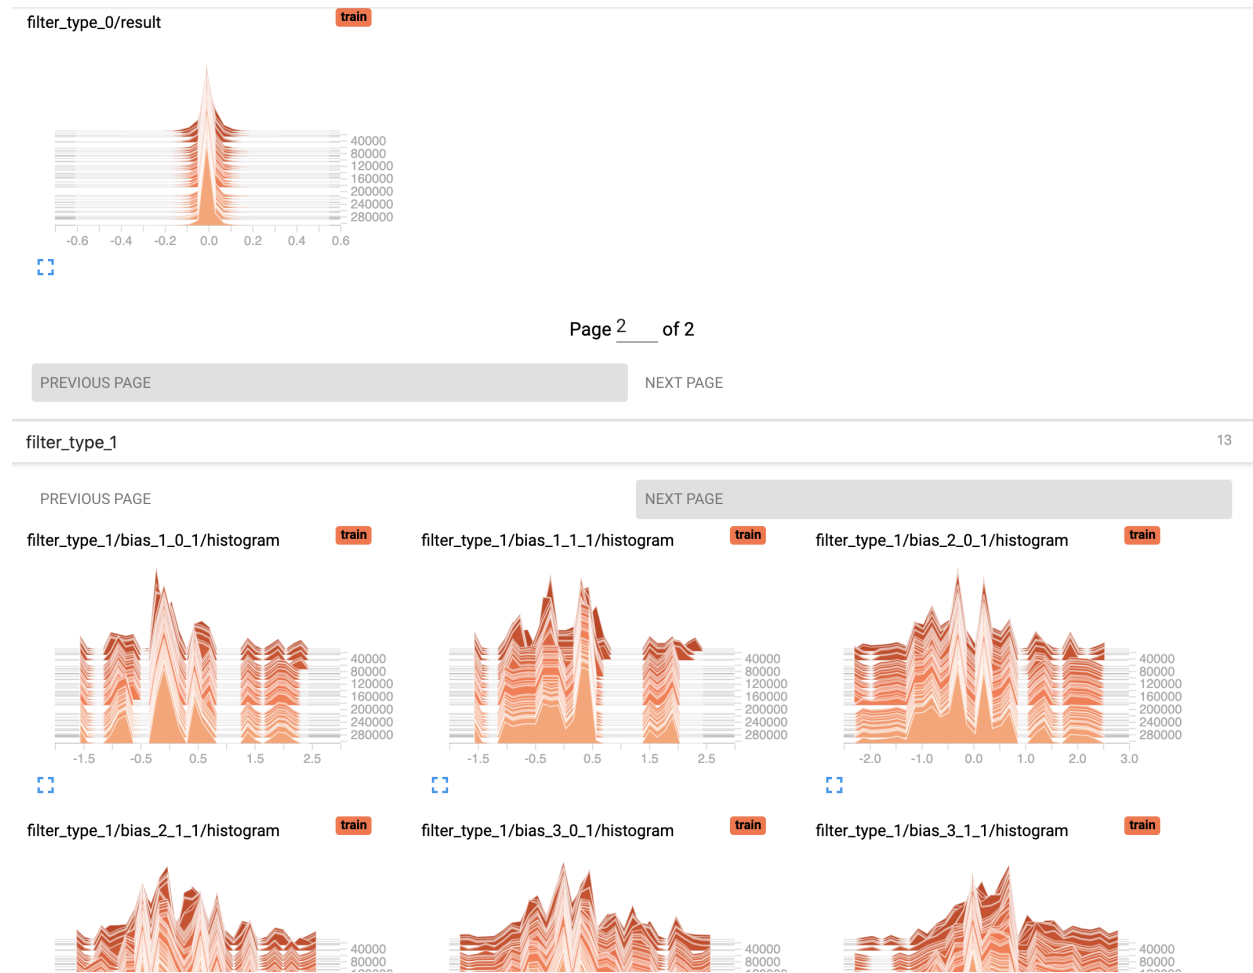 filter_type_0/result train
40000
80000
120000
160000
200000
240000
280000
-0.6 -0.4 -0.2 0.0 0.2 0.4 0.6
Page 2 of 2
PREVIOUS PAGE NEXT PAGE
filter_type_1 13
PREVIOUS PAGE NEXT PAGE
filter_type_1/bias_1_0_1/histogram train
40000
80000
120000
160000
200000
240000
280000
-1.5 -0.5 0.5 1.5 2.5
filter_type_1/bias_1_1_1/histogram train
40000
80000
120000
160000
200000
240000
280000
-1.5 -0.5 0.5 1.5 2.5
filter_type_1/bias_2_0_1/histogram train
40000
80000
120000
160000
200000
240000
280000
-2.0 -1.0 0.0 1.0 2.0 3.0
filter_type_1/bias_2_1_1/histogram train
40000
80000
filter_type_1/bias_3_0_1/histogram train
40000
80000
filter_type_1/bias_3_1_1/histogram train
40000
80000